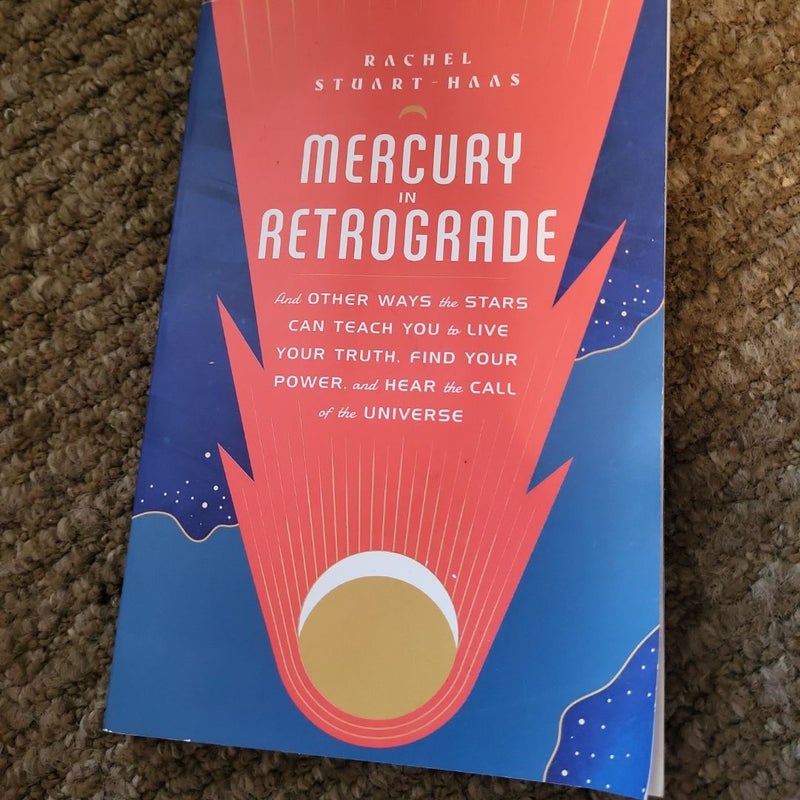 RACHEL
STUART-HAAS
MERCURY
IN
RETROGRADE
And OTHER WAYS the STARS
CAN TEACH YOU to LIVE
YOUR TRUTH, FIND YOUR
POWER, and HEAR the CALL
of the UNIVERSE